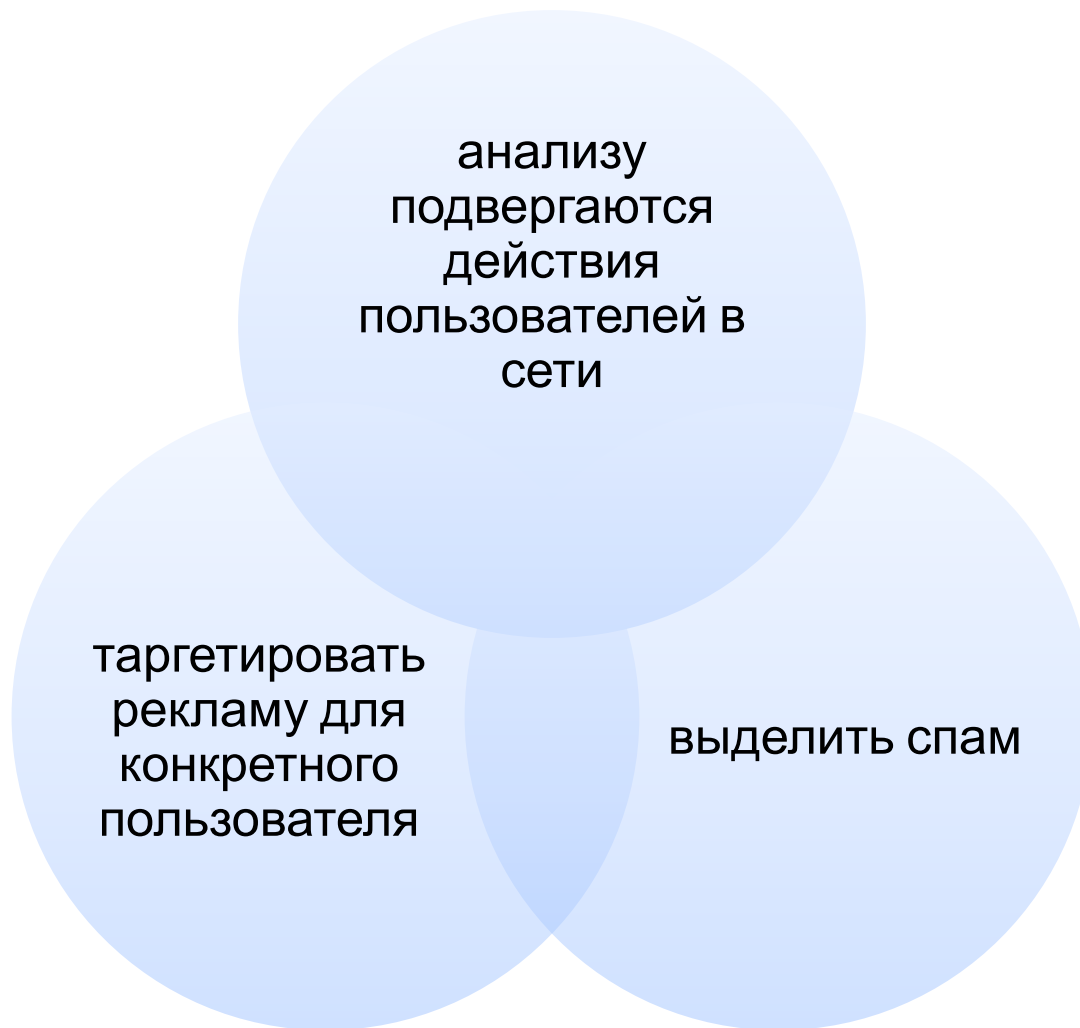 анализу
подвергаются
действия
пользователей в
сети
таргетировать
рекламу для
конкретного
пользователя
выделить спам